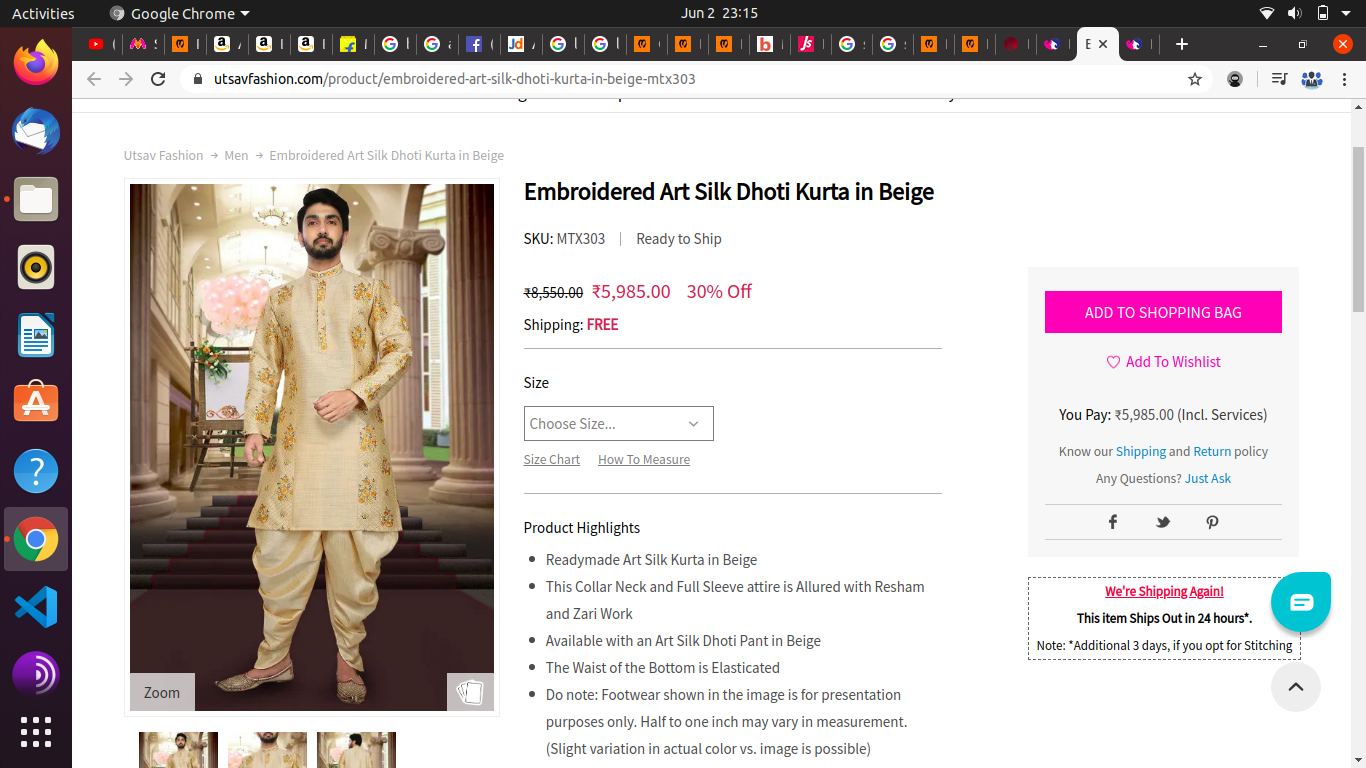 Activities
Google Chrome
Jun 2 23:15
utsavfashion.com/product/embroidered-art-silk-dhoti-kurta-in-beige-mtx303
Utsav Fashion → Men → Embroidered Art Silk Dhoti Kurta in Beige
Embroidered Art Silk Dhoti Kurta in Beige
SKU: MTX303 | Ready to Ship
₹8,550.00 ₹5,985.00 30% Off
Shipping: FREE
Size
Choose Size...
Size Chart How To Measure
Product Highlights
• Readymade Art Silk Kurta in Beige
• This Collar Neck and Full Sleeve attire is Allured with Resham
and Zari Work
• Available with an Art Silk Dhoti Pant in Beige
• The Waist of the Bottom is Elasticated
• Do note: Footwear shown in the image is for presentation
purposes only. Half to one inch may vary in measurement.
(Slight variation in actual color vs. image is possible)
Zoom
ADD TO SHOPPING BAG
Add To Wishlist
You Pay: ₹5,985.00 (Incl. Services)
Know our Shipping and Return policy
Any Questions? Just Ask
We're Shipping Again!
This item Ships Out in 24 hours*.
Note: *Additional 3 days, if you opt for Stitching